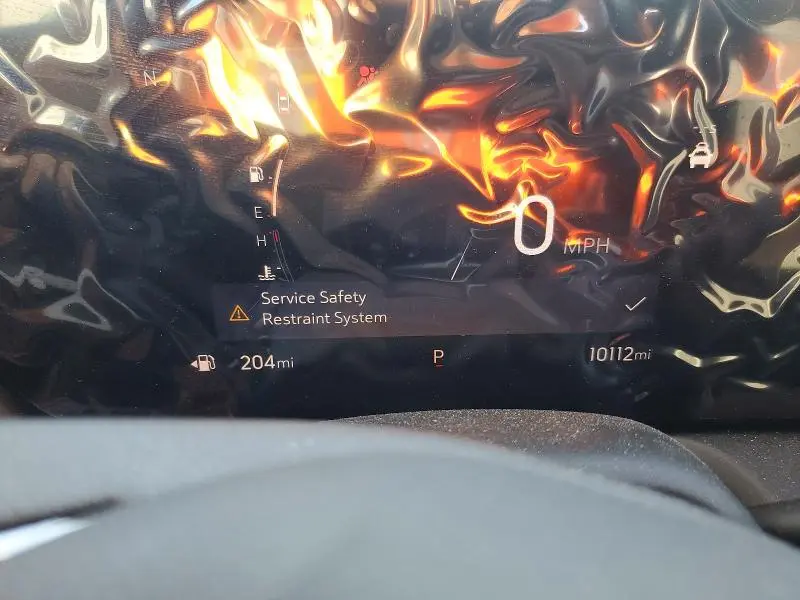 N
E
0 MPH
H
Service Safety
Restraint System
204mi
P
10112mi